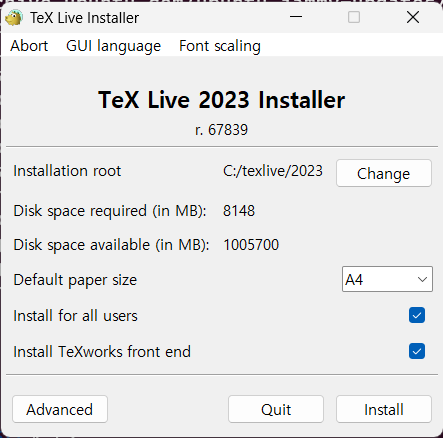 TeX Live Installer
Abort GUI language Font scaling
TeX Live 2023 Installer
r. 67839
Installation root C:/texlive/2023 Change
Disk space required (in MB): 8148
Disk space available (in MB): 1005700
Default paper size A4
Install for all users
Install TeXworks front end
Advanced Quit Install